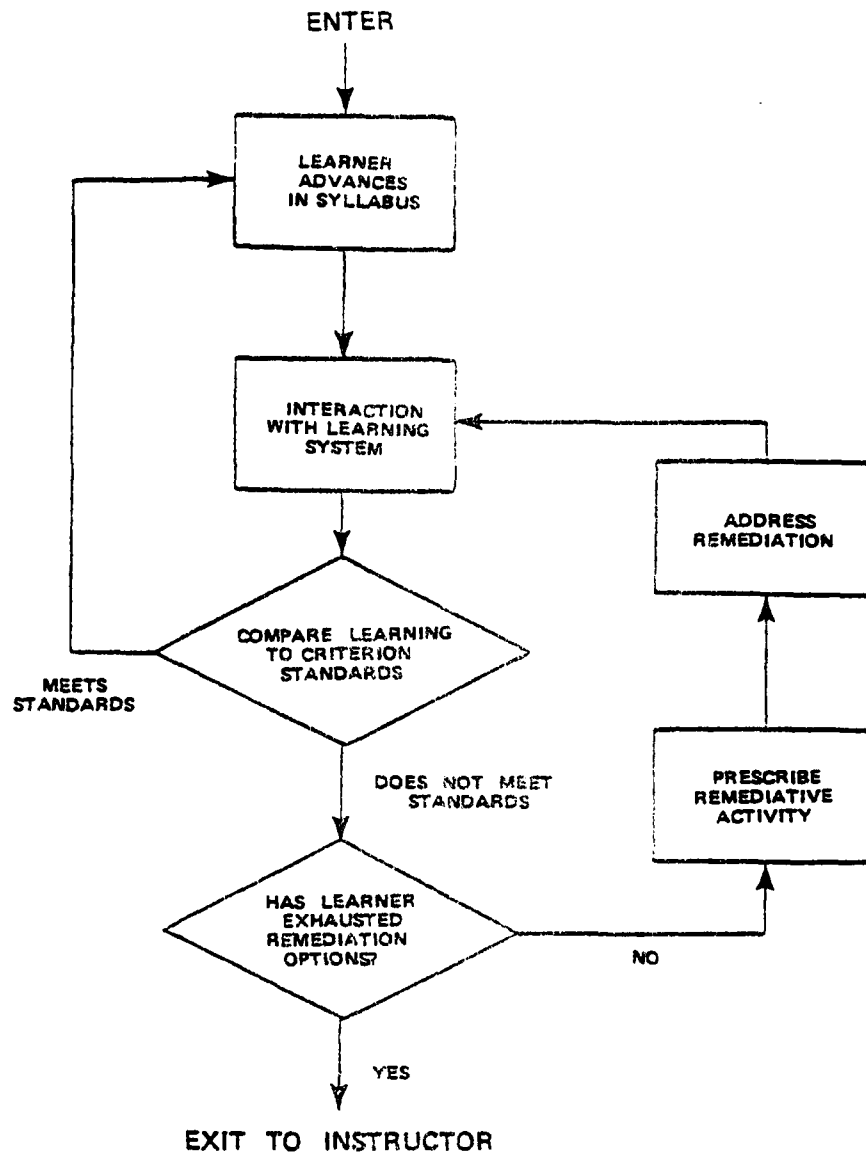 ENTER
LEARNER
ADVANCES
IN SYLLABUS
INTERACTION
WITH LEARNING
SYSTEM
ADDRESS
REMEDIATION
COMPARE LEARNING
TO CRITERION
STANDARDS
MEETS
STANDARDS
DOES NOT MEET
STANDARDS
PRESCRIBE
REMEDIATIVE
ACTIVITY
HAS LEARNER
EXHAUSTED
REMEDIATION
OPTIONS?
NO
YES
EXIT TO INSTRUCTOR